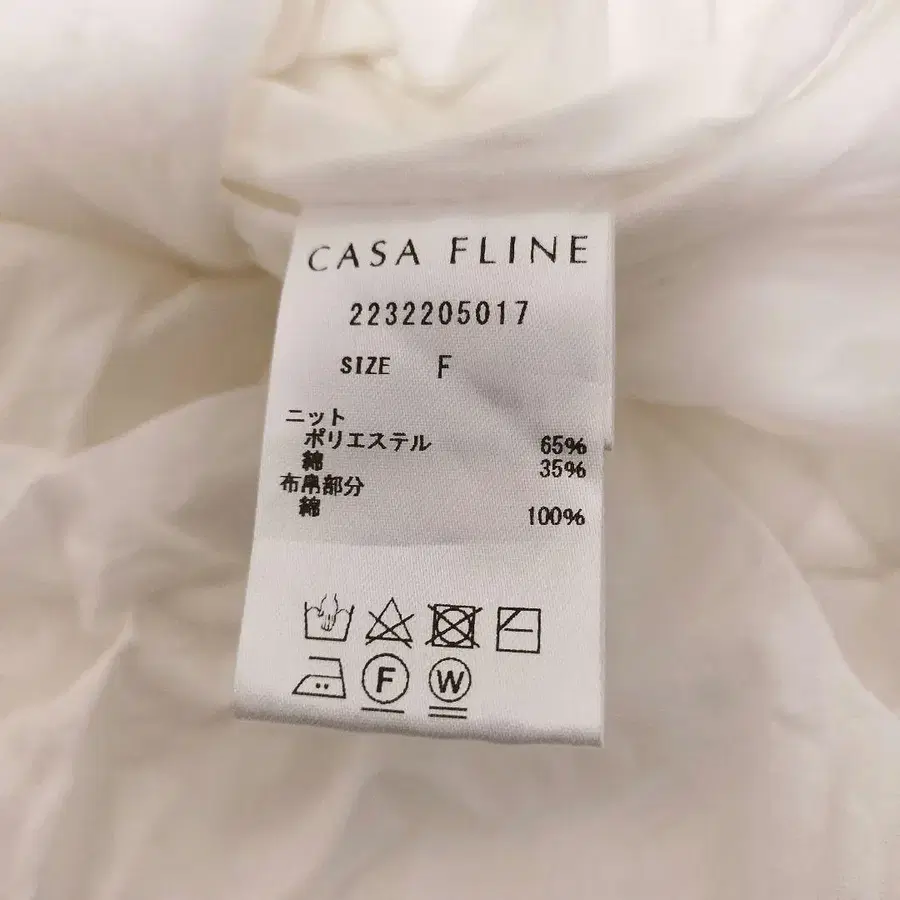 CASA FLINE
2232205017
SIZE F
ニット
ポリエステル 65%
綿 35%
布帛部分
綿 100%
F W